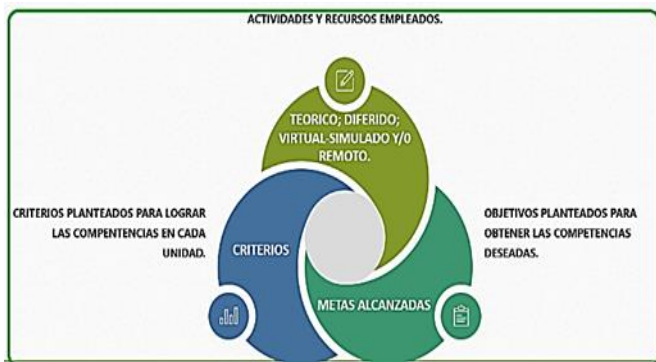 ACTIVIDADES Y RECURSOS EMPLEADOS.
TEORICO; DIFERIDO;
VIRTUAL-SIMULADO Y/0
REMOTO.
CRITERIOS PLANTEADOS PARA LOGRAR
LAS COMPENTENCIAS EN CADA
UNIDAD.
CRITERIOS
OBJETIVOS PLANTEADOS PARA
OBTENER LAS COMPETENCIAS
DESEADAS.
METAS ALCANZADAS